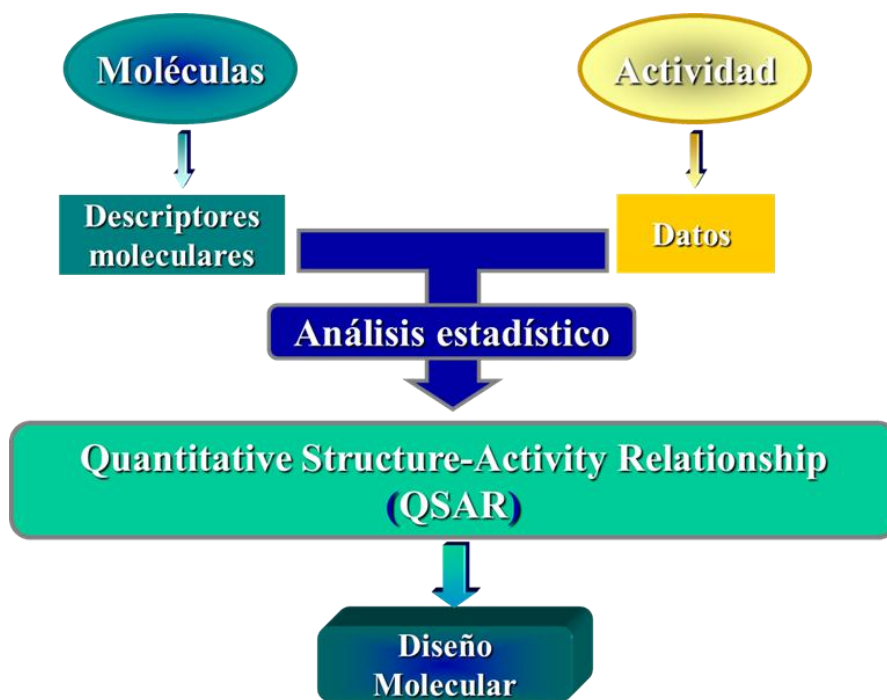 Moléculas
Actividad
Descriptores
moleculares
Datos
Análisis estadístico
Quantitative Structure-Activity Relationship
(QSAR)
Diseño
Molecular